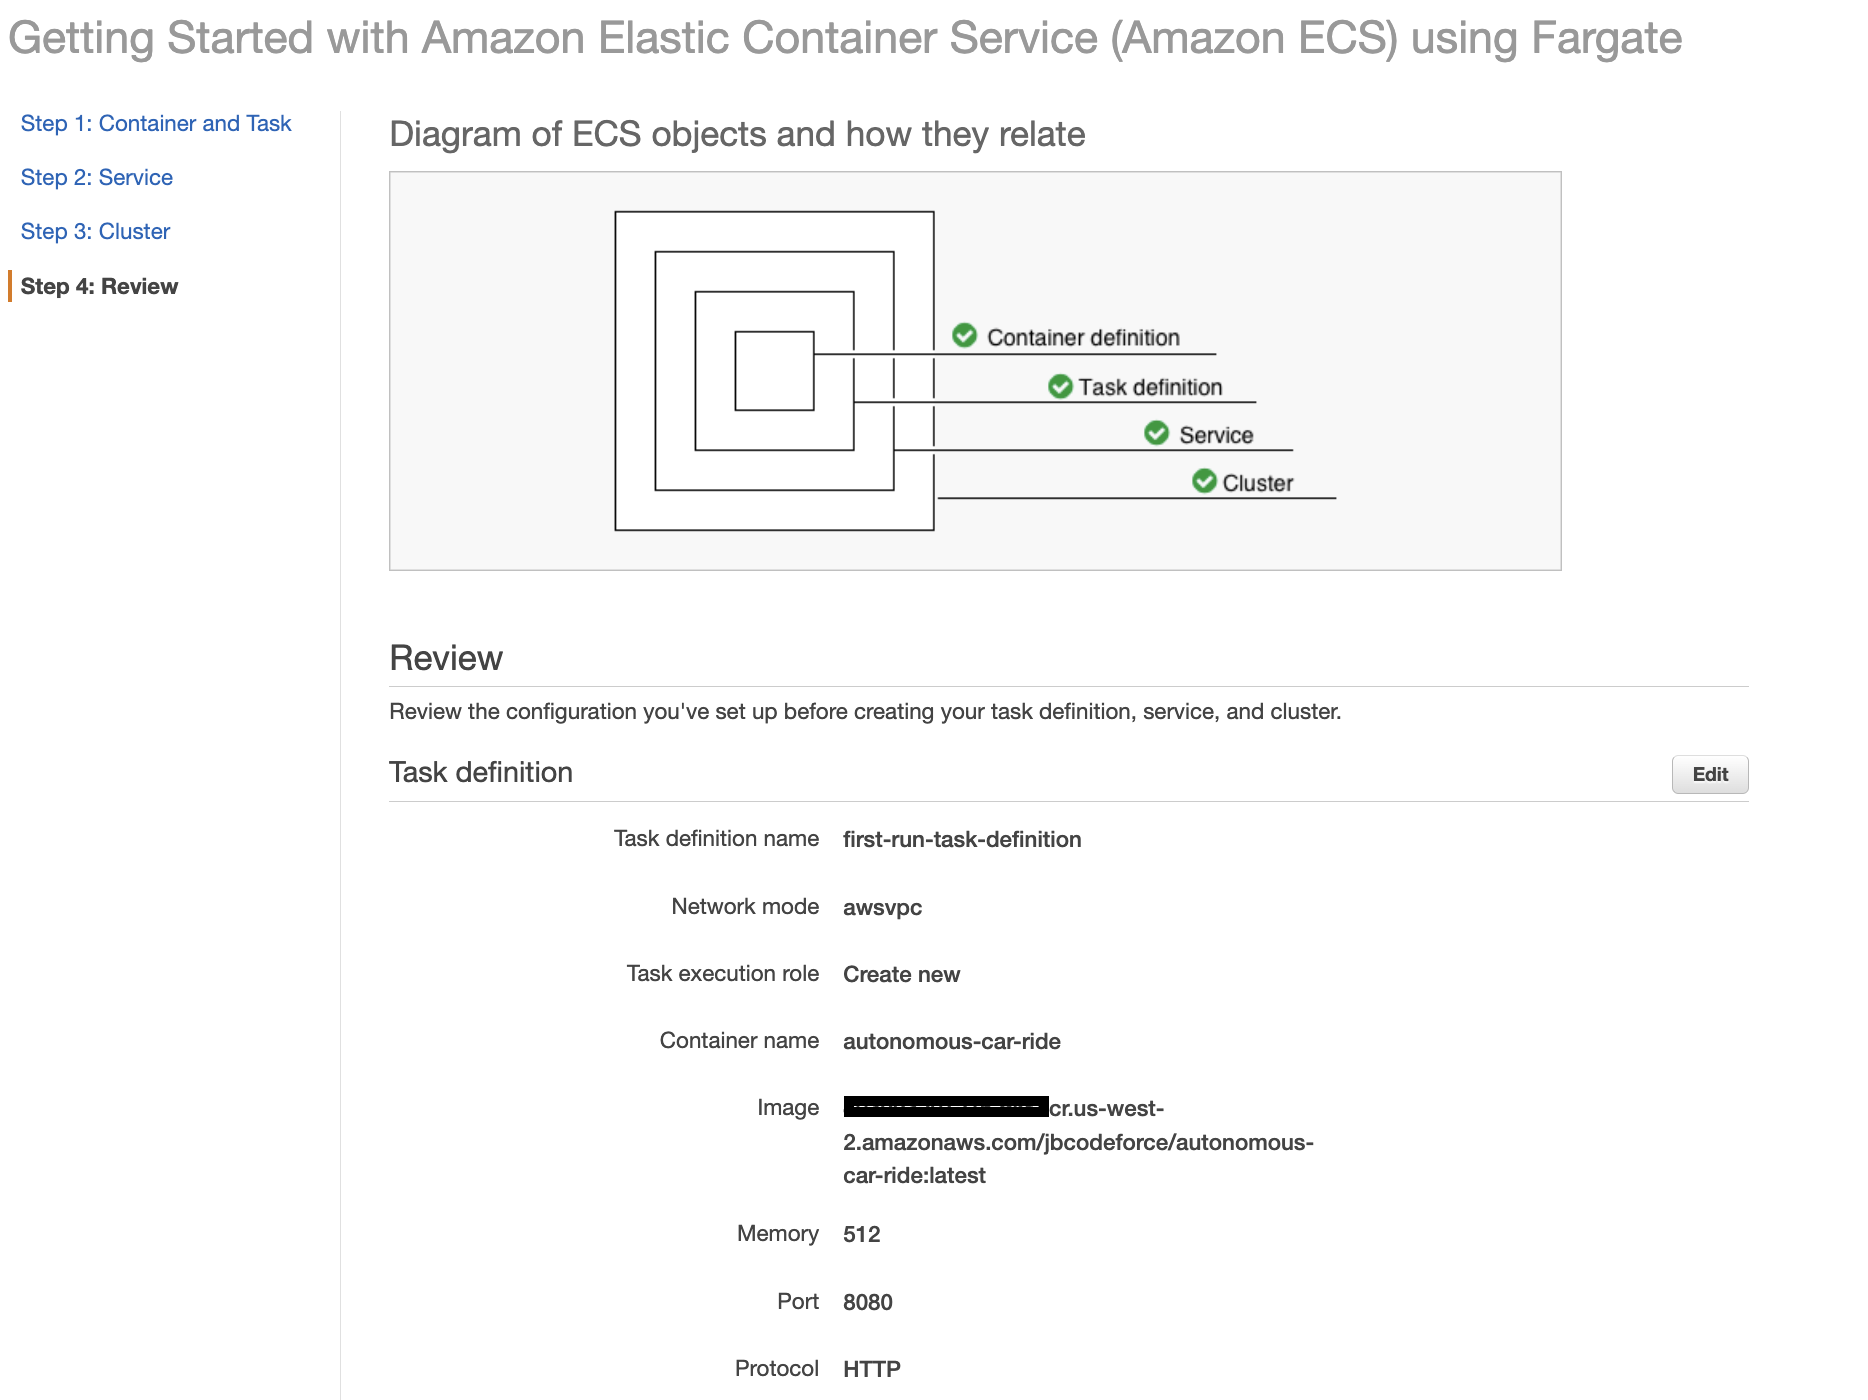 Getting Started with Amazon Elastic Container Service (Amazon ECS) using Fargate
Step 1: Container and Task
Step 2: Service
Step 3: Cluster
Step 4: Review
Diagram of ECS objects and how they relate
Container definition
Task definition
Service
Cluster
Review
Review the configuration you've set up before creating your task definition, service, and cluster.
Task definition
Edit
Task definition name first-run-task-definition
Network mode awsvpc
Task execution role Create new
Container name autonomous-car-ride
Image cr.us-west-
2.amazonaws.com/jbcodeforce/autonomous-
car-ride:latest
Memory 512
Port 8080
Protocol HTTP